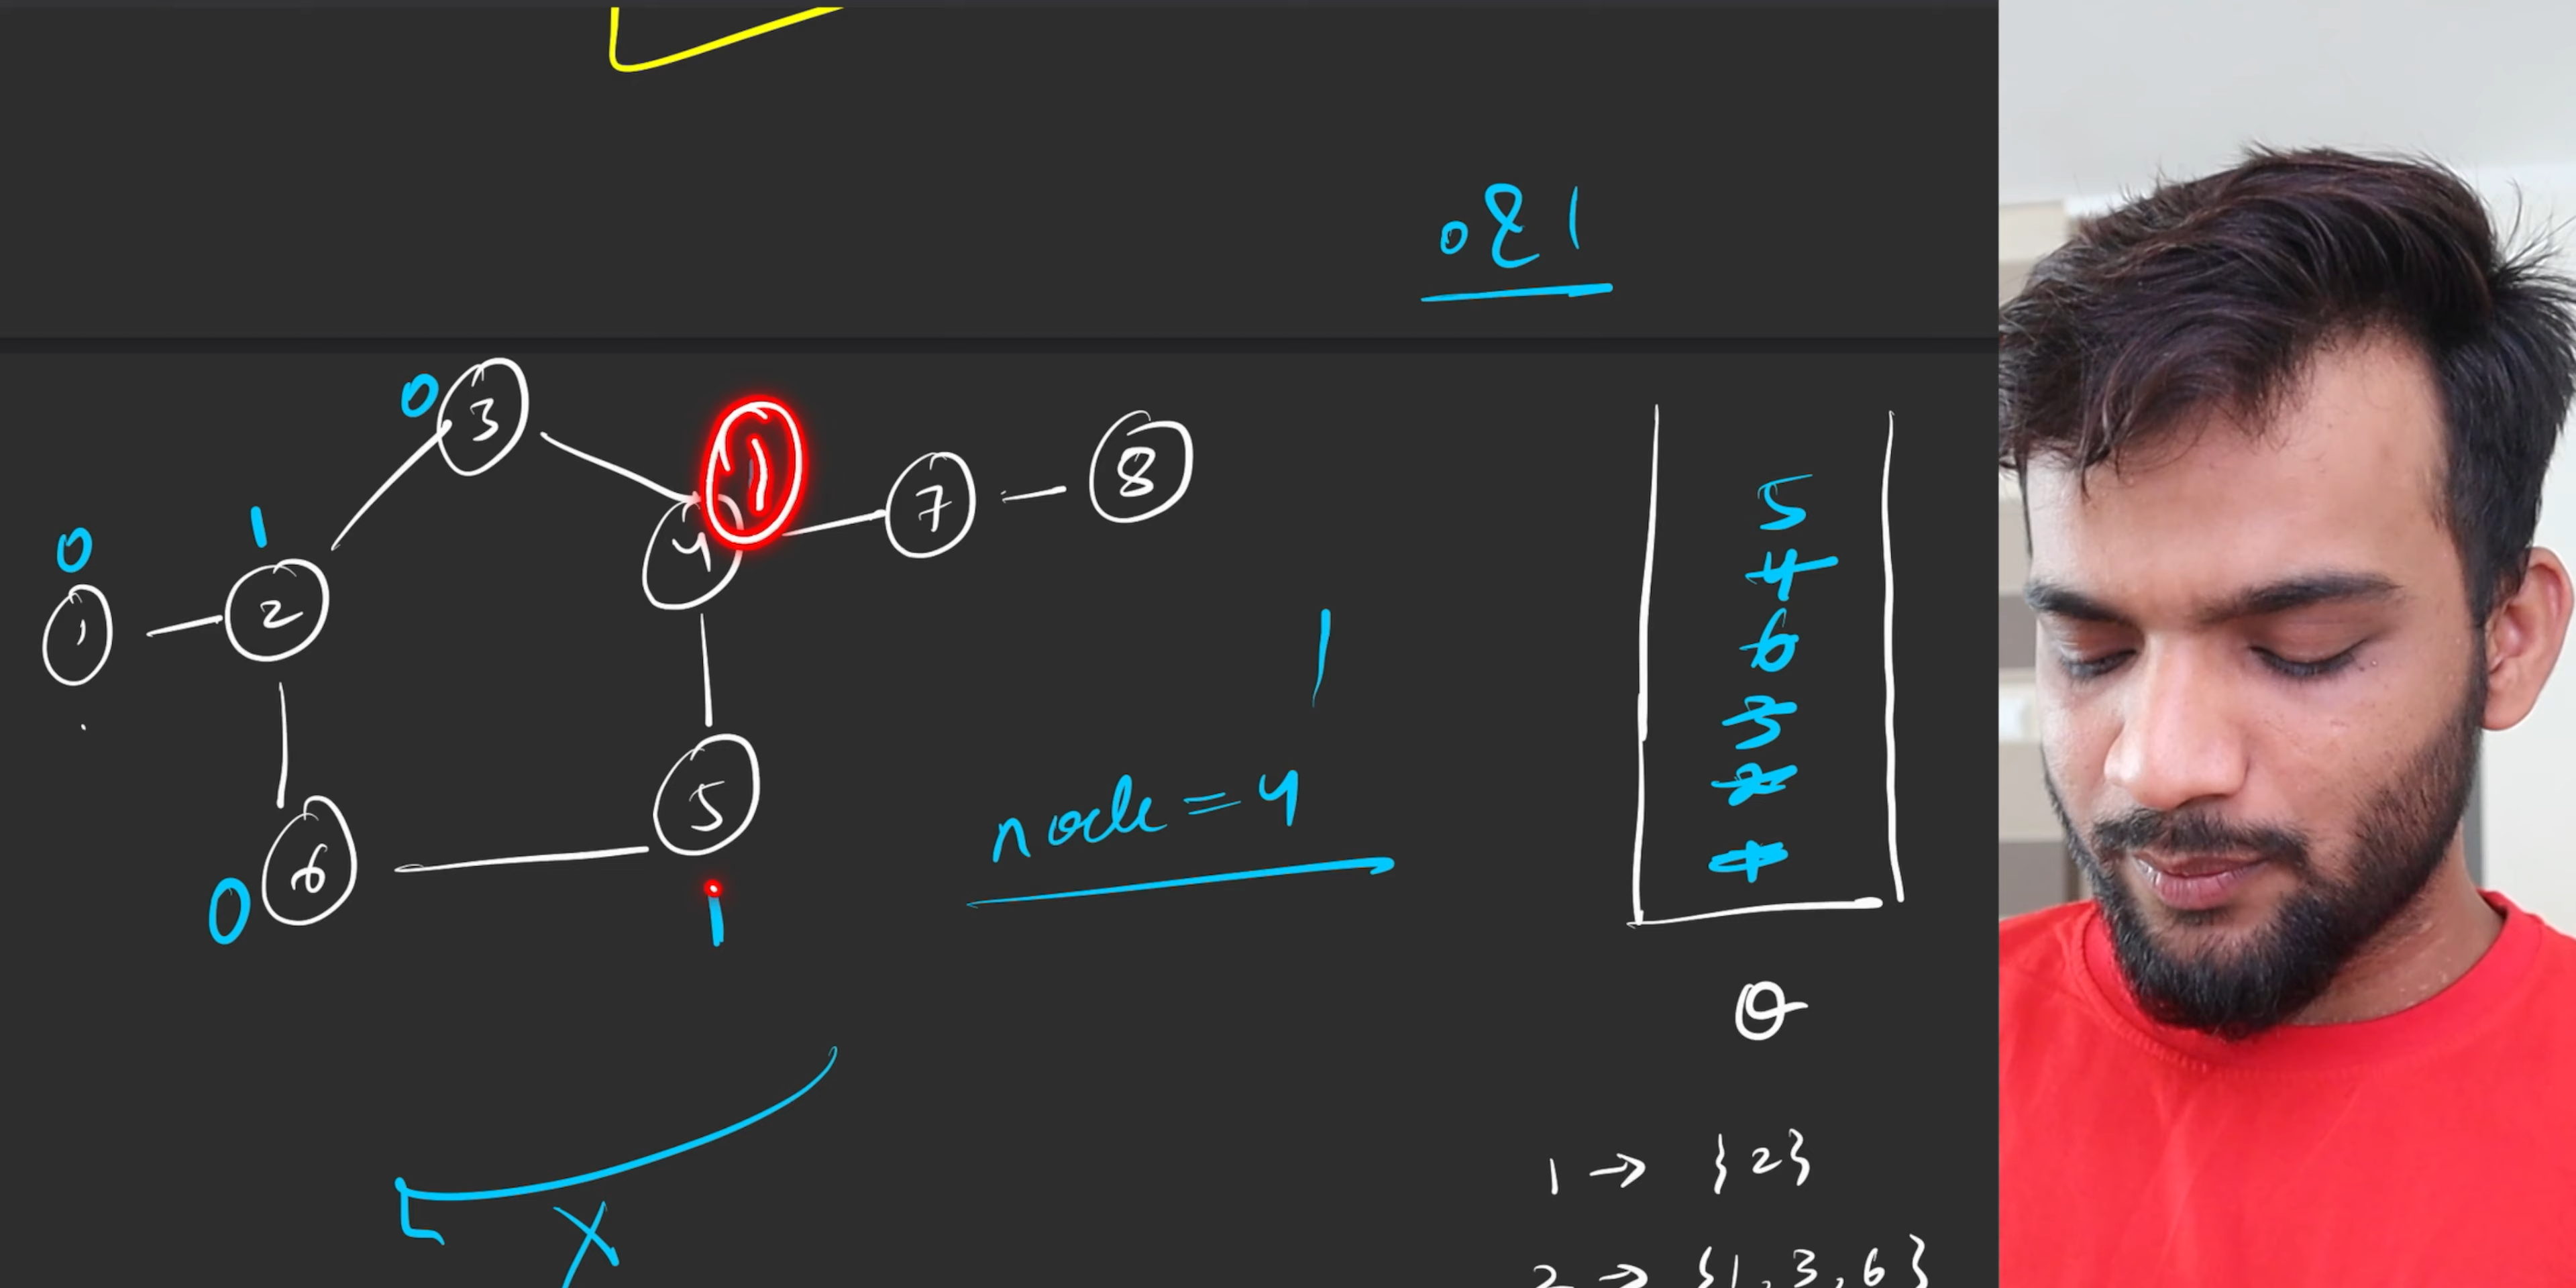 0 & 1
0 3
1
7 8
0 1
4
1 2
5
4
6
3
2
1
node = 4
5
0 6
1
Q
X
1 → {2}
2 → {1, 3, 6}